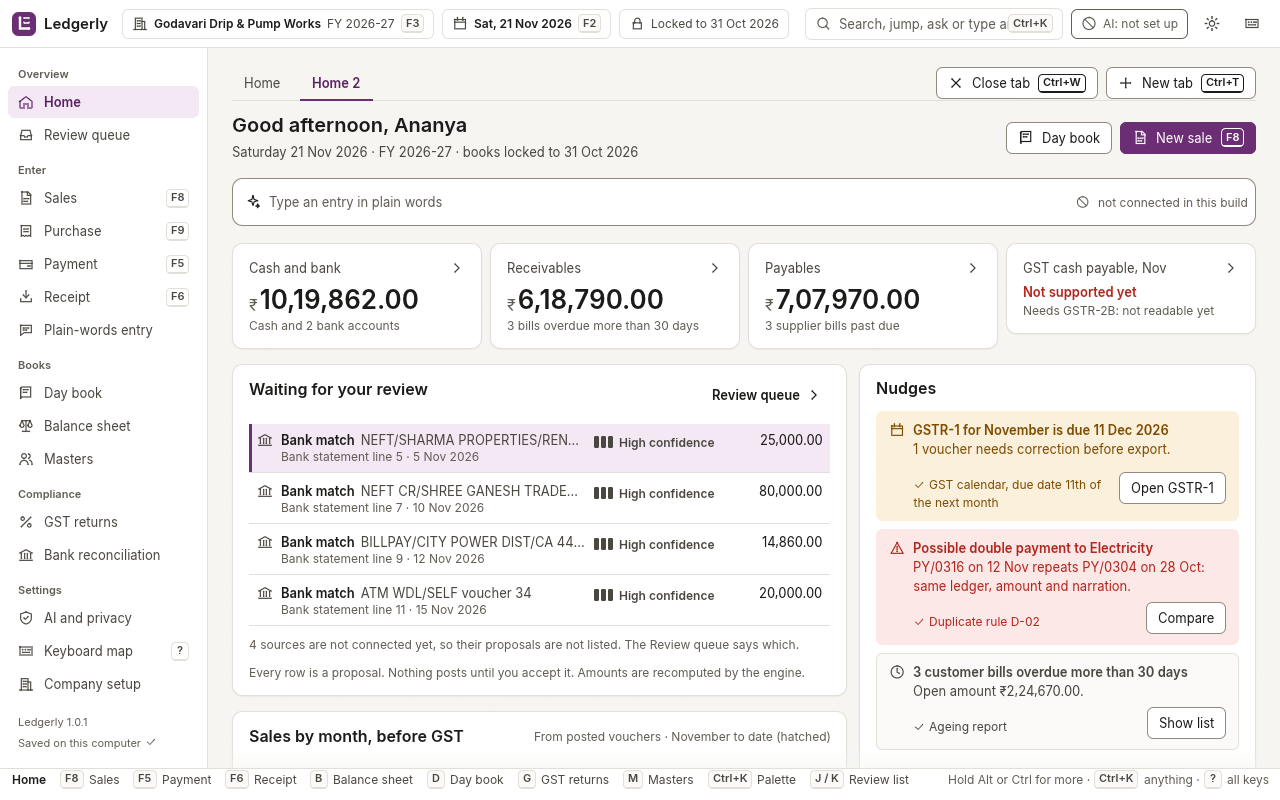 Ledgerly
Godavari Drip & Pump Works FY 2026-27 F3
Sat, 21 Nov 2026 F2
Locked to 31 Oct 2026
Search, jump, ask or type a Ctrl+K
AI: not set up
Overview
Home
Review queue
Enter
Sales F8
Purchase F9
Payment F5
Receipt F6
Plain-words entry
Books
Day book
Balance sheet
Masters
Compliance
GST returns
Bank reconciliation
Settings
AI and privacy
Keyboard map ?
Company setup
Ledgerly 1.0.1
Saved on this computer
Home
Home 2
Close tab Ctrl+W
New tab Ctrl+T
Good afternoon, Ananya
Saturday 21 Nov 2026 · FY 2026-27 · books locked to 31 Oct 2026
Day book
New sale F8
Type an entry in plain words
not connected in this build
Cash and bank
₹10,19,862.00
Cash and 2 bank accounts
Receivables
₹6,18,790.00
3 bills overdue more than 30 days
Payables
₹7,07,970.00
3 supplier bills past due
GST cash payable, Nov
Not supported yet
Needs GSTR-2B: not readable yet
Waiting for your review
Review queue
Bank match NEFT/SHARMA PROPERTIES/REN... High confidence 25,000.00
Bank statement line 5 · 5 Nov 2026
Bank match NEFT CR/SHREE GANESH TRADE... High confidence 80,000.00
Bank statement line 7 · 10 Nov 2026
Bank match BILLPAY/CITY POWER DIST/CA 44... High confidence 14,860.00
Bank statement line 9 · 12 Nov 2026
Bank match ATM WDL/SELF voucher 34 High confidence 20,000.00
Bank statement line 11 · 15 Nov 2026
4 sources are not connected yet, so their proposals are not listed. The Review queue says which.
Every row is a proposal. Nothing posts until you accept it. Amounts are recomputed by the engine.
Sales by month, before GST
From posted vouchers · November to date (hatched)
Nudges
GSTR-1 for November is due 11 Dec 2026
1 voucher needs correction before export.
GST calendar, due date 11th of
the next month
Open GSTR-1
Possible double payment to Electricity
PY/0316 on 12 Nov repeats PY/0304 on 28 Oct:
same ledger, amount and narration.
Duplicate rule D-02
Compare
3 customer bills overdue more than 30 days
Open amount ₹2,24,670.00.
Ageing report
Show list
Home F8 Sales F5 Payment F6 Receipt B Balance sheet D Day book G GST returns M Masters Ctrl+K Palette J / K Review list Hold Alt or Ctrl for more · Ctrl+K anything · ? all keys